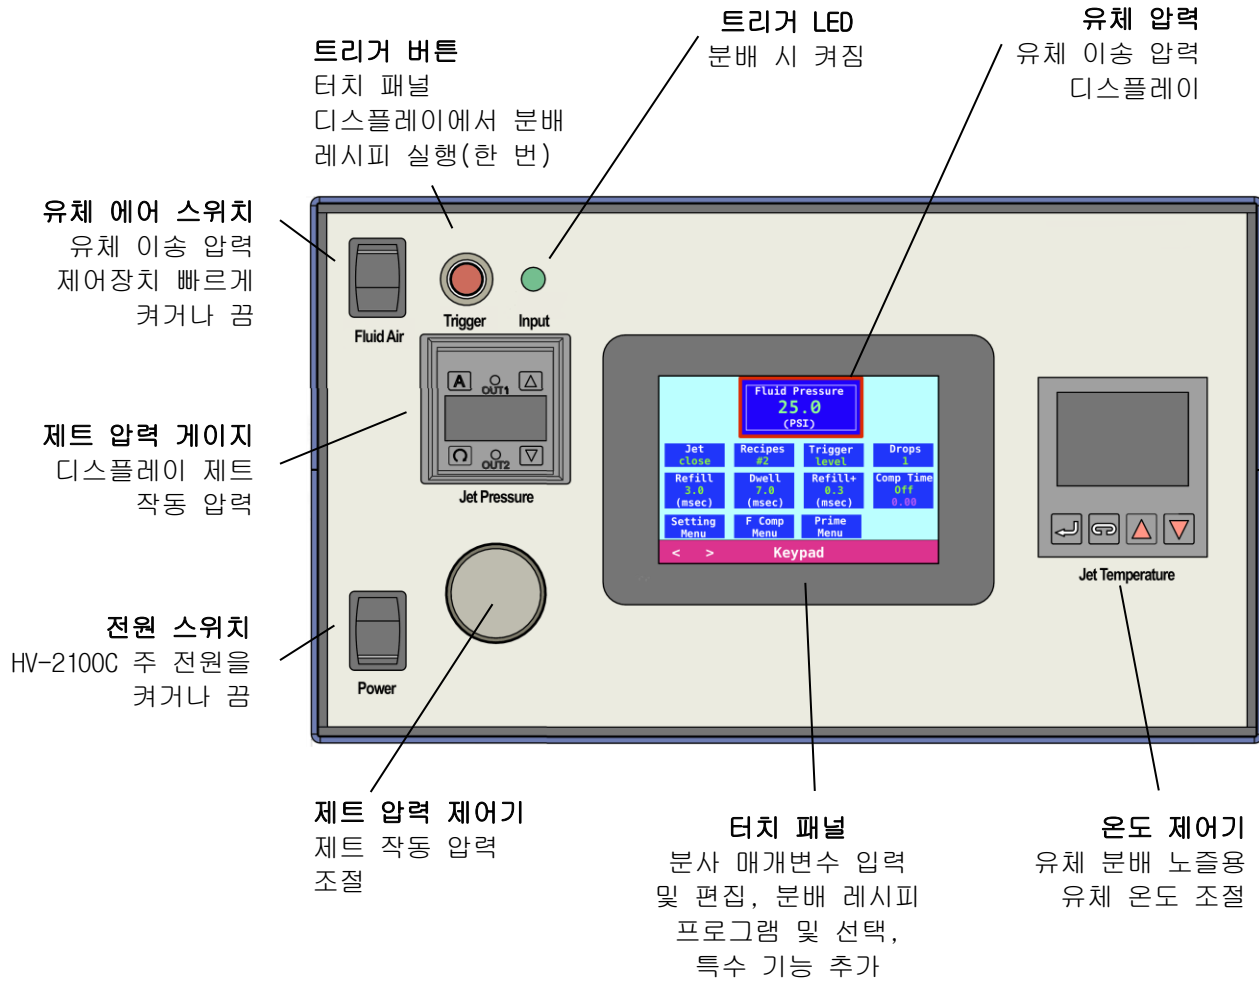 트리거 버튼
터치 패널
디스플레이에서 분배
레시피 실행(한 번)
트리거 LED
분배 시 켜짐
유체 압력
유체 이송 압력
디스플레이
유체 에어 스위치
유체 이송 압력
제어장치 빠르게
켜거나 끔
제트 압력 게이지
디스플레이 제트
작동 압력
전원 스위치
HV-2100C 주 전원을
켜거나 끔
Fluid Air
Trigger
Input
A
OUT1
OUT2
Jet Pressure
Power
Fluid Pressure
25.0
(PSI)
Jet
close
Recipes
#2
Trigger
level
Drops
1
Refill
3.0
(msec)
Dwell
7.0
(msec)
Refill+
0.3
(msec)
Comp Time
Off
0.00
Setting
Menu
F Comp
Menu
Prime
Menu
< > Keypad
Jet Temperature
제트 압력 제어기
제트 작동 압력
조절
터치 패널
분사 매개변수 입력
및 편집, 분배 레시피
프로그램 및 선택,
특수 기능 추가
온도 제어기
유체 분배 노즐용
유체 온도 조절